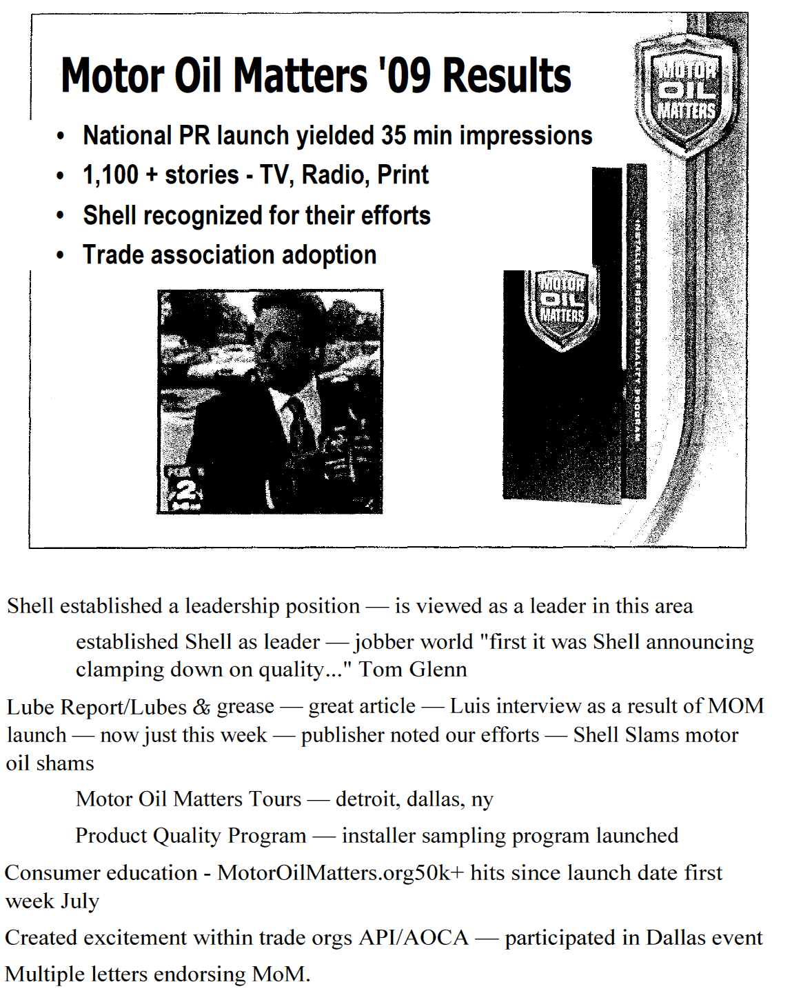 Motor Oil Matters '09 Results
MOTOR
OIL
MATTERS
• National PR launch yielded 35 min impressions
• 1,100 + stories - TV, Radio, Print
• Shell recognized for their efforts
• Trade association adoption
MOTOR
OIL
MATTERS
INSTALLER PRODUCT QUALITY PROGRAM
FOX
2
Shell established a leadership position — is viewed as a leader in this area
established Shell as leader — jobber world "first it was Shell announcing
clamping down on quality..." Tom Glenn
Lube Report/Lubes & grease — great article — Luis interview as a result of MOM
launch — now just this week — publisher noted our efforts — Shell Slams motor
oil shams
Motor Oil Matters Tours — detroit, dallas, ny
Product Quality Program — installer sampling program launched
Consumer education - MotorOilMatters.org50k+ hits since launch date first
week July
Created excitement within trade orgs API/AOCA — participated in Dallas event
Multiple letters endorsing MoM.